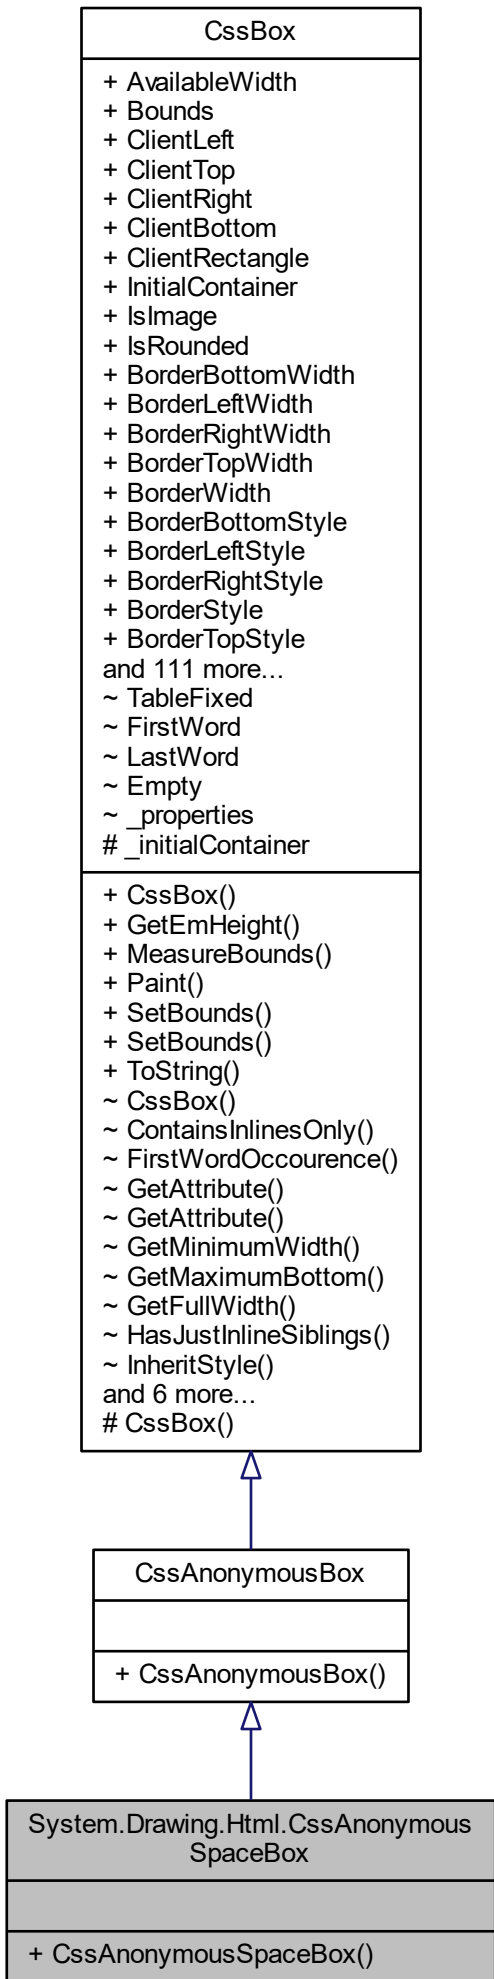 CssBox
+ AvailableWidth
+ Bounds
+ ClientLeft
+ ClientTop
+ ClientRight
+ ClientBottom
+ ClientRectangle
+ InitialContainer
+ IsImage
+ IsRounded
+ BorderBottomWidth
+ BorderLeftWidth
+ BorderRightWidth
+ BorderTopWidth
+ BorderWidth
+ BorderBottomStyle
+ BorderLeftStyle
+ BorderRightStyle
+ BorderStyle
+ BorderTopStyle
and 111 more...
~ TableFixed
~ FirstWord
~ LastWord
~ Empty
~ _properties
# _initialContainer
+ CssBox()
+ GetEmHeight()
+ MeasureBounds()
+ Paint()
+ SetBounds()
+ SetBounds()
+ ToString()
~ CssBox()
~ ContainsInlinesOnly()
~ FirstWordOccourence()
~ GetAttribute()
~ GetAttribute()
~ GetMinimumWidth()
~ GetMaximumBottom()
~ GetFullWidth()
~ HasJustInlineSiblings()
~ InheritStyle()
and 6 more...
# CssBox()
CssAnonymousBox
+ CssAnonymousBox()
System.Drawing.Html.CssAnonymous
SpaceBox
+ CssAnonymousSpaceBox()